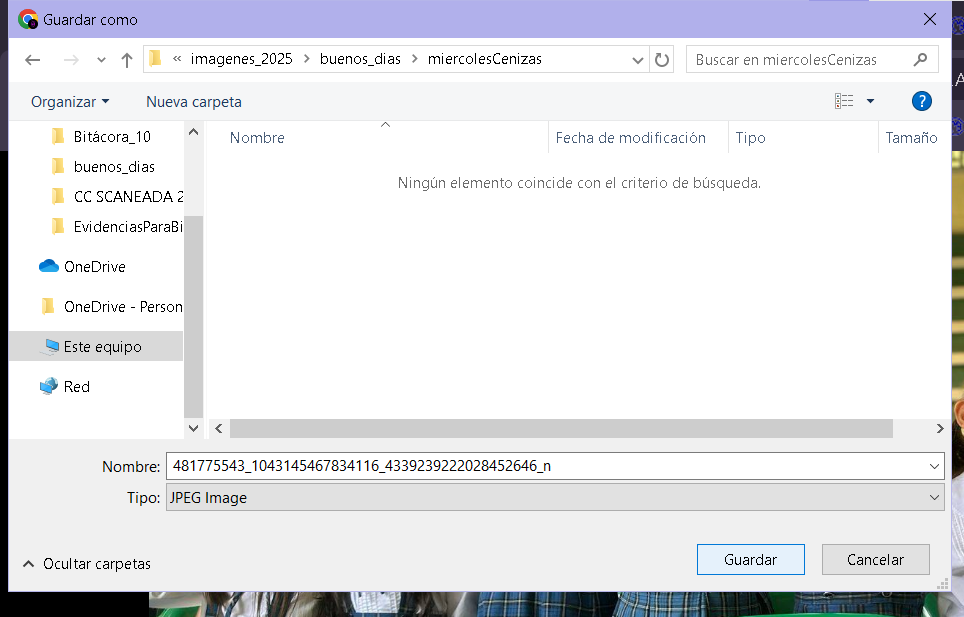 Guardar como
« imagenes_2025 > buenos_dias > miercolesCenizas
Buscar en miercolesCenizas
Organizar
Nueva carpeta
?
Bitácora_10
buenos_dias
CC SCANEADA 2
EvidenciasParaBi
OneDrive
OneDrive - Person
Este equipo
Red
Nombre
Fecha de modificación
Tipo
Tamaño
Ningún elemento coincide con el criterio de búsqueda.
Nombre: 481775543_1043145467834116_4339239222028452646_n
Tipo: JPEG Image
Ocultar carpetas
Guardar
Cancelar